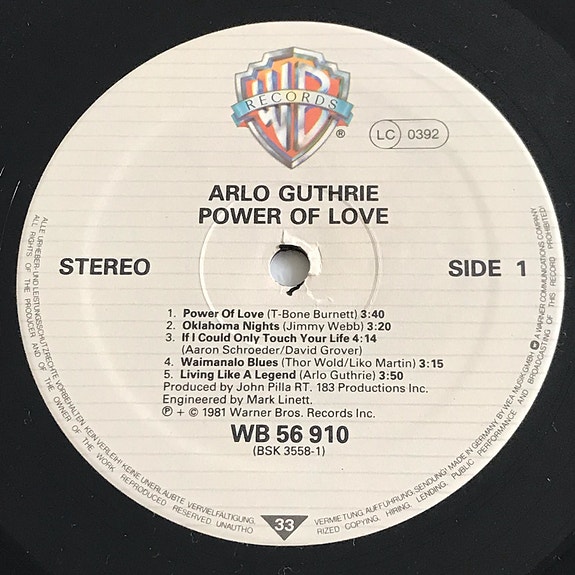 WB
RECORDS
®
LC 0392
ARLO GUTHRIE
POWER OF LOVE
STEREO
SIDE 1
1. Power Of Love (T-Bone Burnett) 3:40
2. Oklahoma Nights (Jimmy Webb) 3:20
3. If I Could Only Touch Your Life 4:14
(Aaron Schroeder/David Grover)
4. Waimanalo Blues (Thor Wold/Liko Martin) 3:15
5. Living Like A Legend (Arlo Guthrie) 3:50
Produced by John Pilla RT. 183 Productions Inc.
Engineered by Mark Linett.
℗ + © 1981 Warner Bros. Records Inc.
WB 56 910
(BSK 3558-1)
33
ALLE URHEBER- UND LEISTUNGSSCHUTZRECHTE VORBEHALTEN. KEIN VERLEIH! KEINE UNERLAUBTE VERVIELFÄLTIGUNG,
VERMIETUNG, AUFFÜHRUNG, SENDUNG! MADE IN GERMANY BY WEA MUSIK GMBH A WARNER COMMUNICATIONS COMPANY
ALL RIGHTS OF THE PRODUCER AND OF THE OWNER OF THE WORK REPRODUCED RESERVED. UNAUTHO
RIZED COPYING, HIRING, LENDING, PUBLIC PERFORMANCE AND BROADCASTING OF THIS RECORD PROHIBITED!